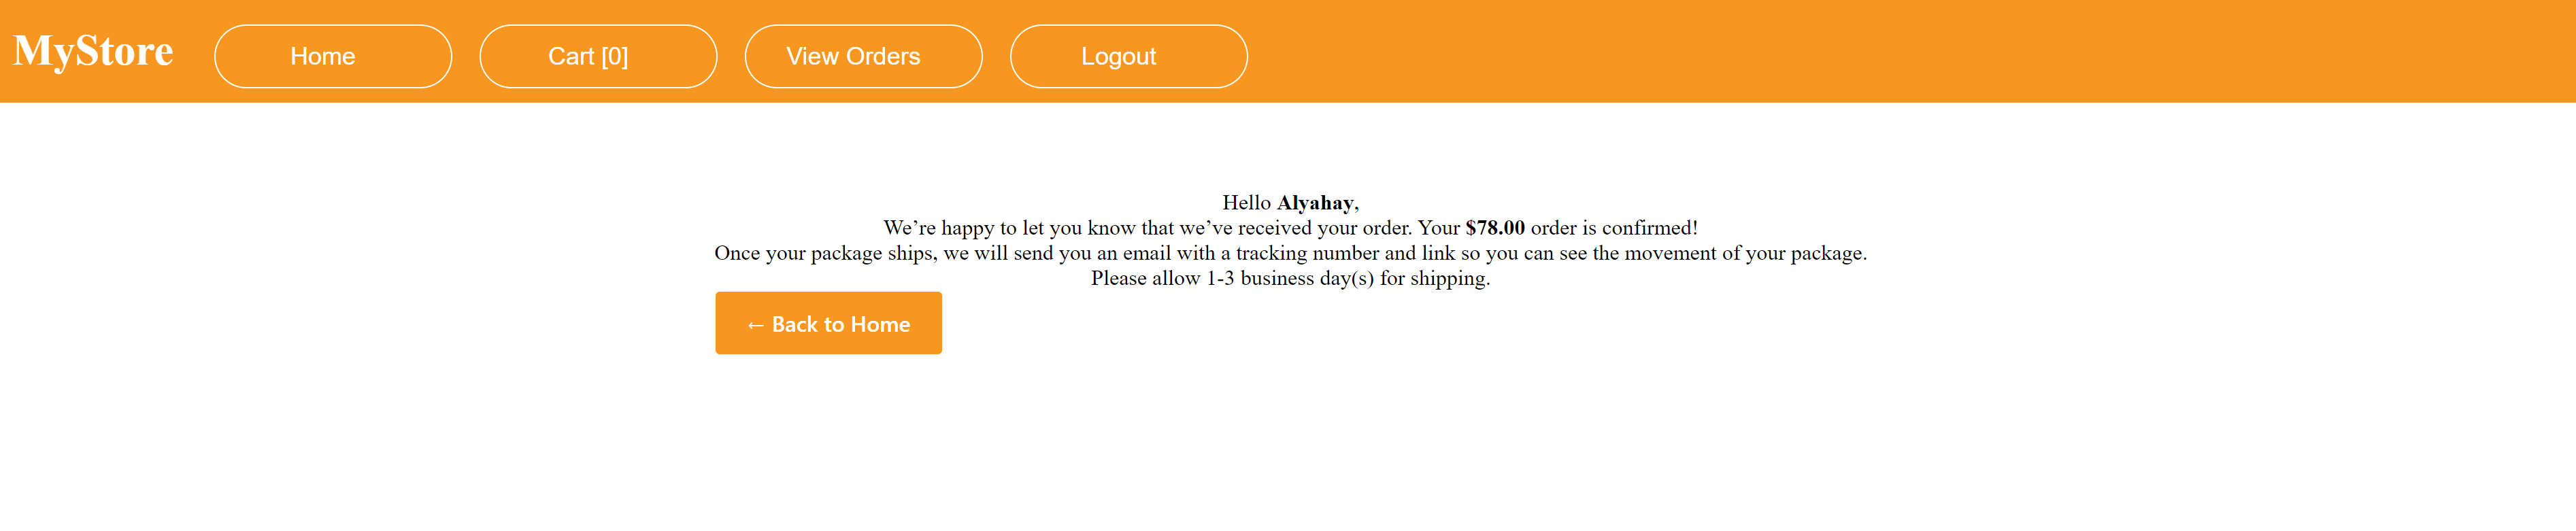 MyStore
Home
Cart [0]
View Orders
Logout
Hello Alyahay,
We’re happy to let you know that we’ve received your order. Your $78.00 order is confirmed!
Once your package ships, we will send you an email with a tracking number and link so you can see the movement of your package.
Please allow 1-3 business day(s) for shipping.
← Back to Home